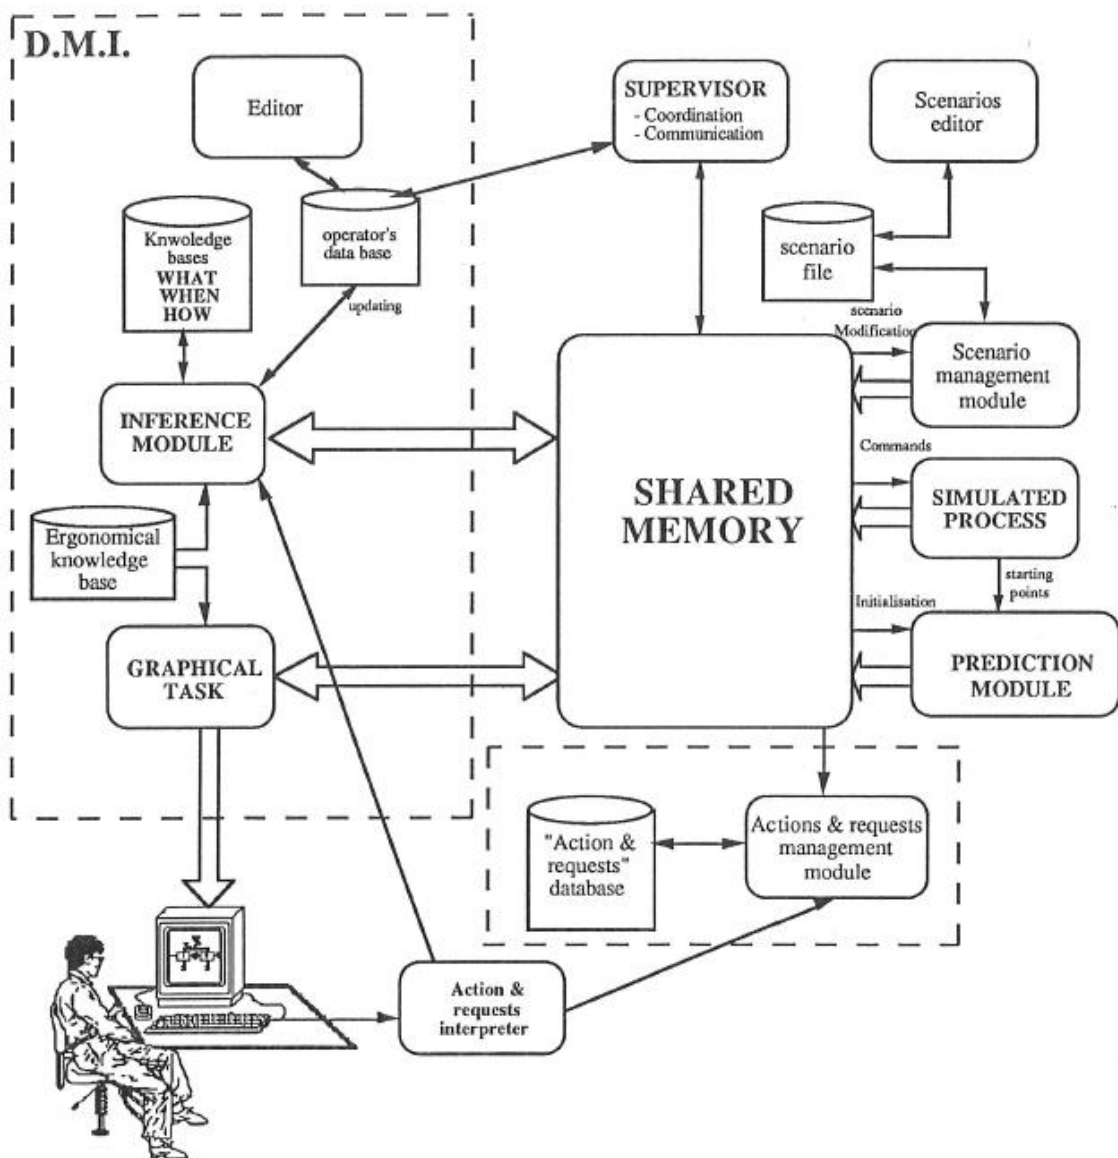 D.M.I.
Editor
SUPERVISOR
- Coordination
- Communication
Scenarios
editor
Knwoledge
bases
WHAT
WHEN
HOW
operator's
data base
updating
scenario
file
scenario
Modification
Scenario
management
module
INFERENCE
MODULE
SHARED
MEMORY
Commands
SIMULATED
PROCESS
Ergonomical
knowledge
base
starting
points
Initialisation
GRAPHICAL
TASK
PREDICTION
MODULE
"Action &
requests"
database
Actions & requests
management
module
Action &
requests
interpreter